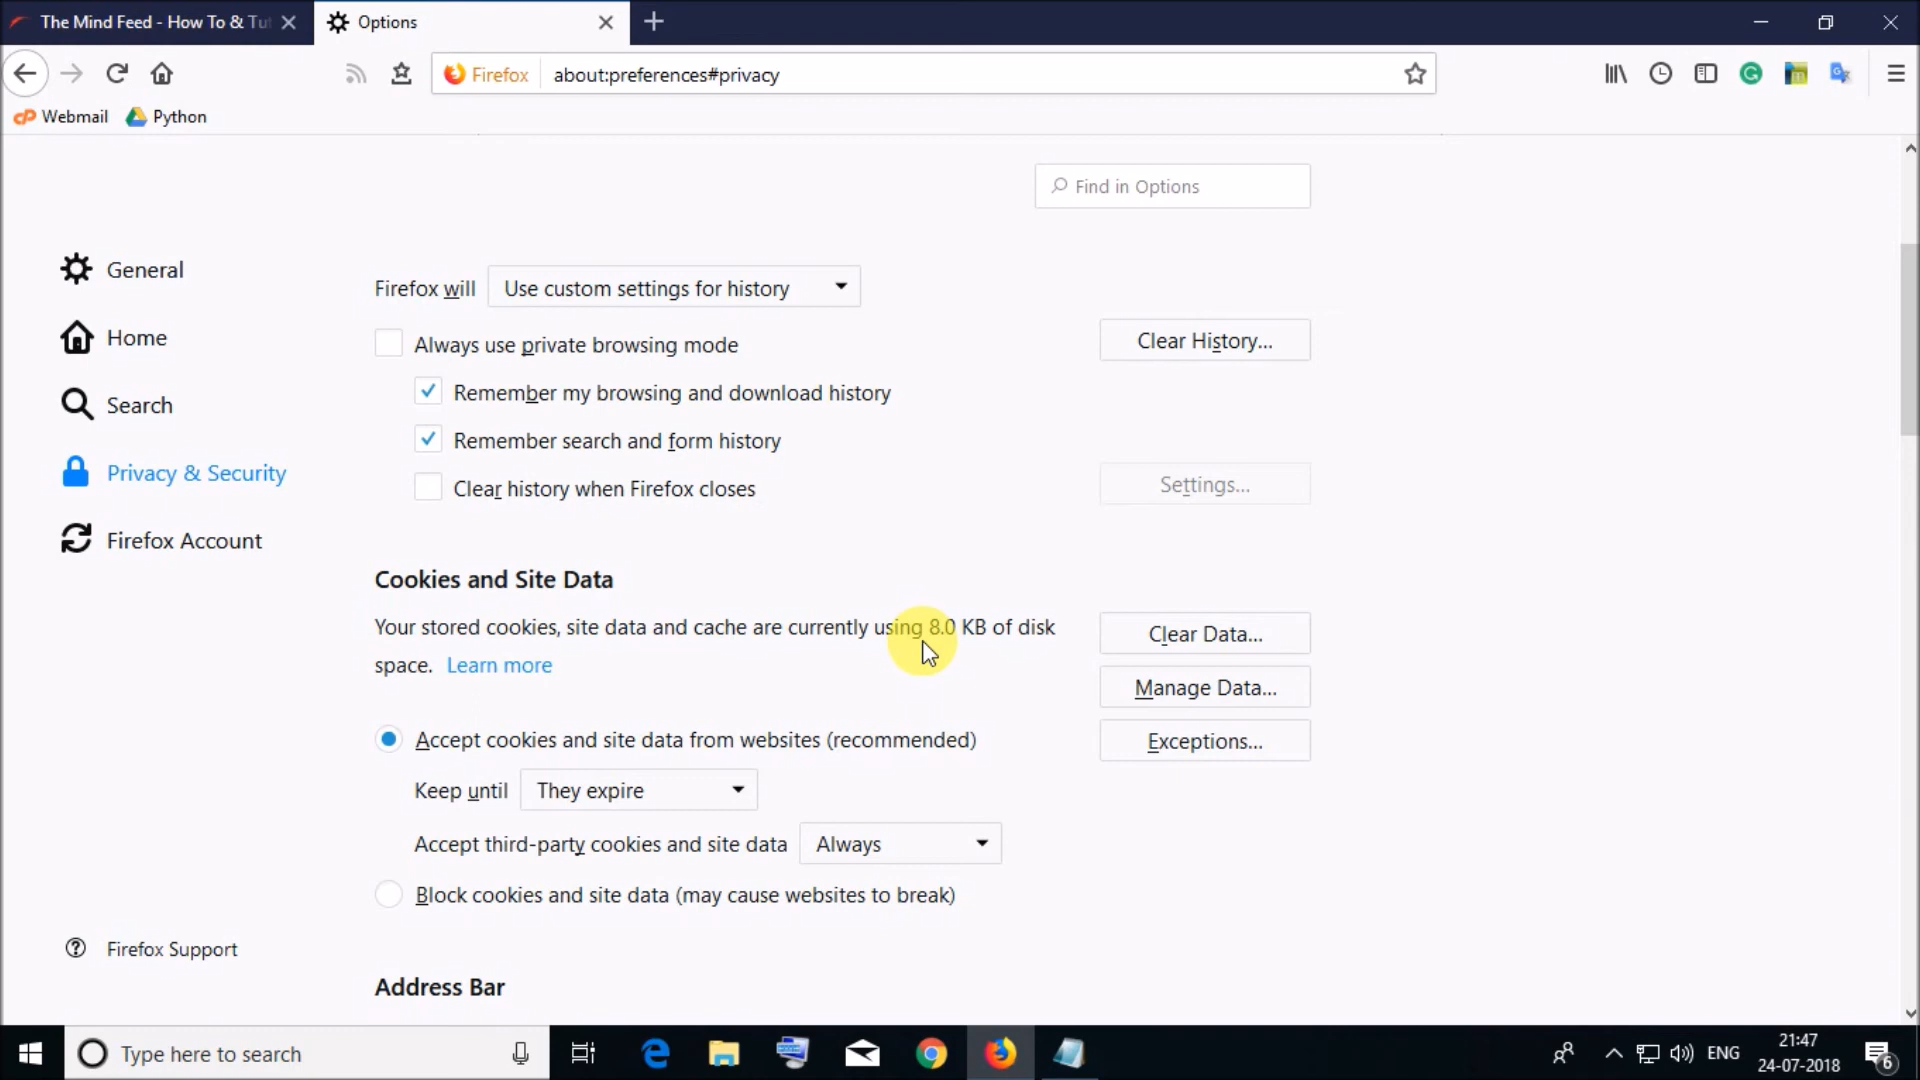 The Mind Feed - How To & Tut
Options
Firefox
about:preferences#privacy
Webmail
Python
Find in Options
General
Home
Search
Privacy & Security
Firefox Account
Firefox Support
Firefox will
Use custom settings for history
Always use private browsing mode
Clear History...
Remember my browsing and download history
Remember search and form history
Clear history when Firefox closes
Settings...
Cookies and Site Data
Your stored cookies, site data and cache are currently using 8.0 KB of disk
space. Learn more
Clear Data...
Manage Data...
Exceptions...
Accept cookies and site data from websites (recommended)
Keep until
They expire
Accept third-party cookies and site data
Always
Block cookies and site data (may cause websites to break)
Address Bar
Type here to search
ENG
21:47
24-07-2018
6